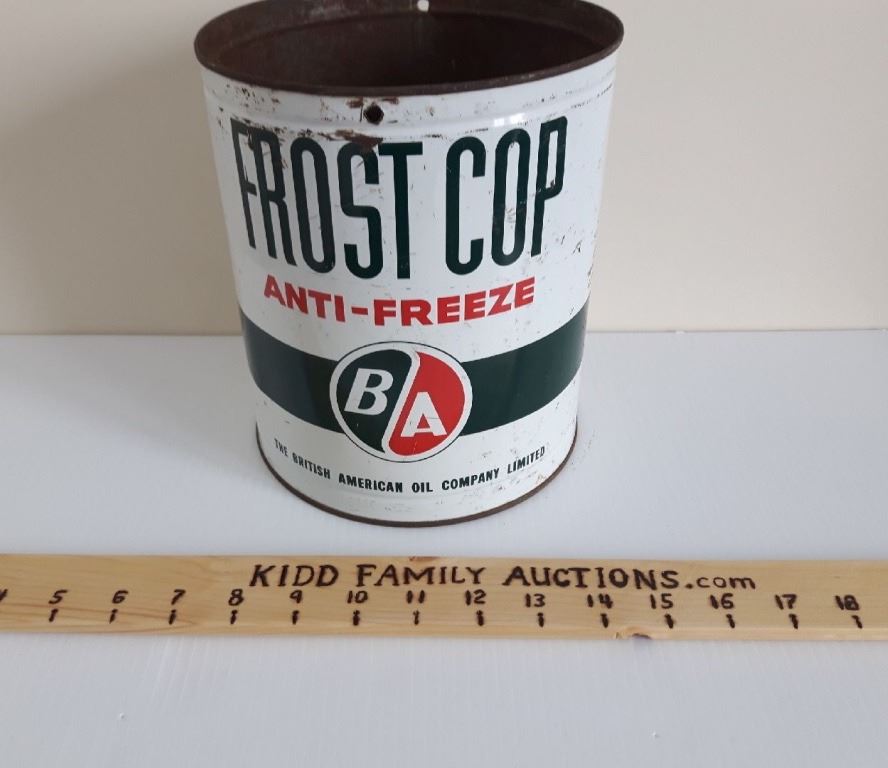 FROST COP
ANTI-FREEZE
BA
THE BRITISH AMERICAN OIL COMPANY LIMITED
KIDD FAMILY AUCTIONS.com
5 6 7 8 9 10 11 12 13 14 15 16 17 18